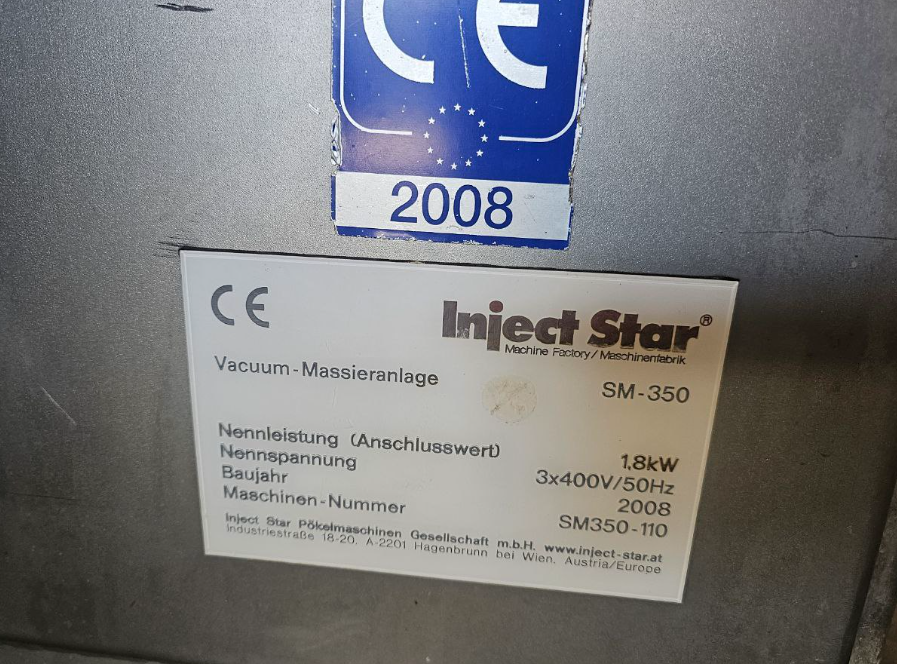 CE
2008
CE
Inject Star®
Machine Factory/Maschinenfabrik
Vacuum-Massieranlage SM-350
Nennleistung (Anschlusswert) 1,8kW
Nennspannung 3x400V/50Hz
Baujahr 2008
Maschinen-Nummer SM350-110
Inject Star Pökelmaschinen Gesellschaft m.b.H. www.inject-star.at
Industriestraße 18-20. A-2201 Hagenbrunn bei Wien. Austria/Europe